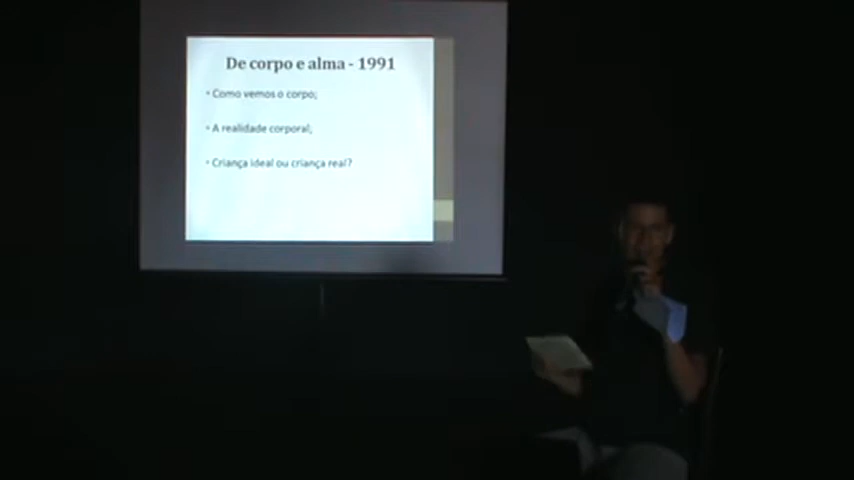 De corpo e alma - 1991
• Como vemos o corpo;
• A realidade corporal;
• Criança ideal ou criança real?